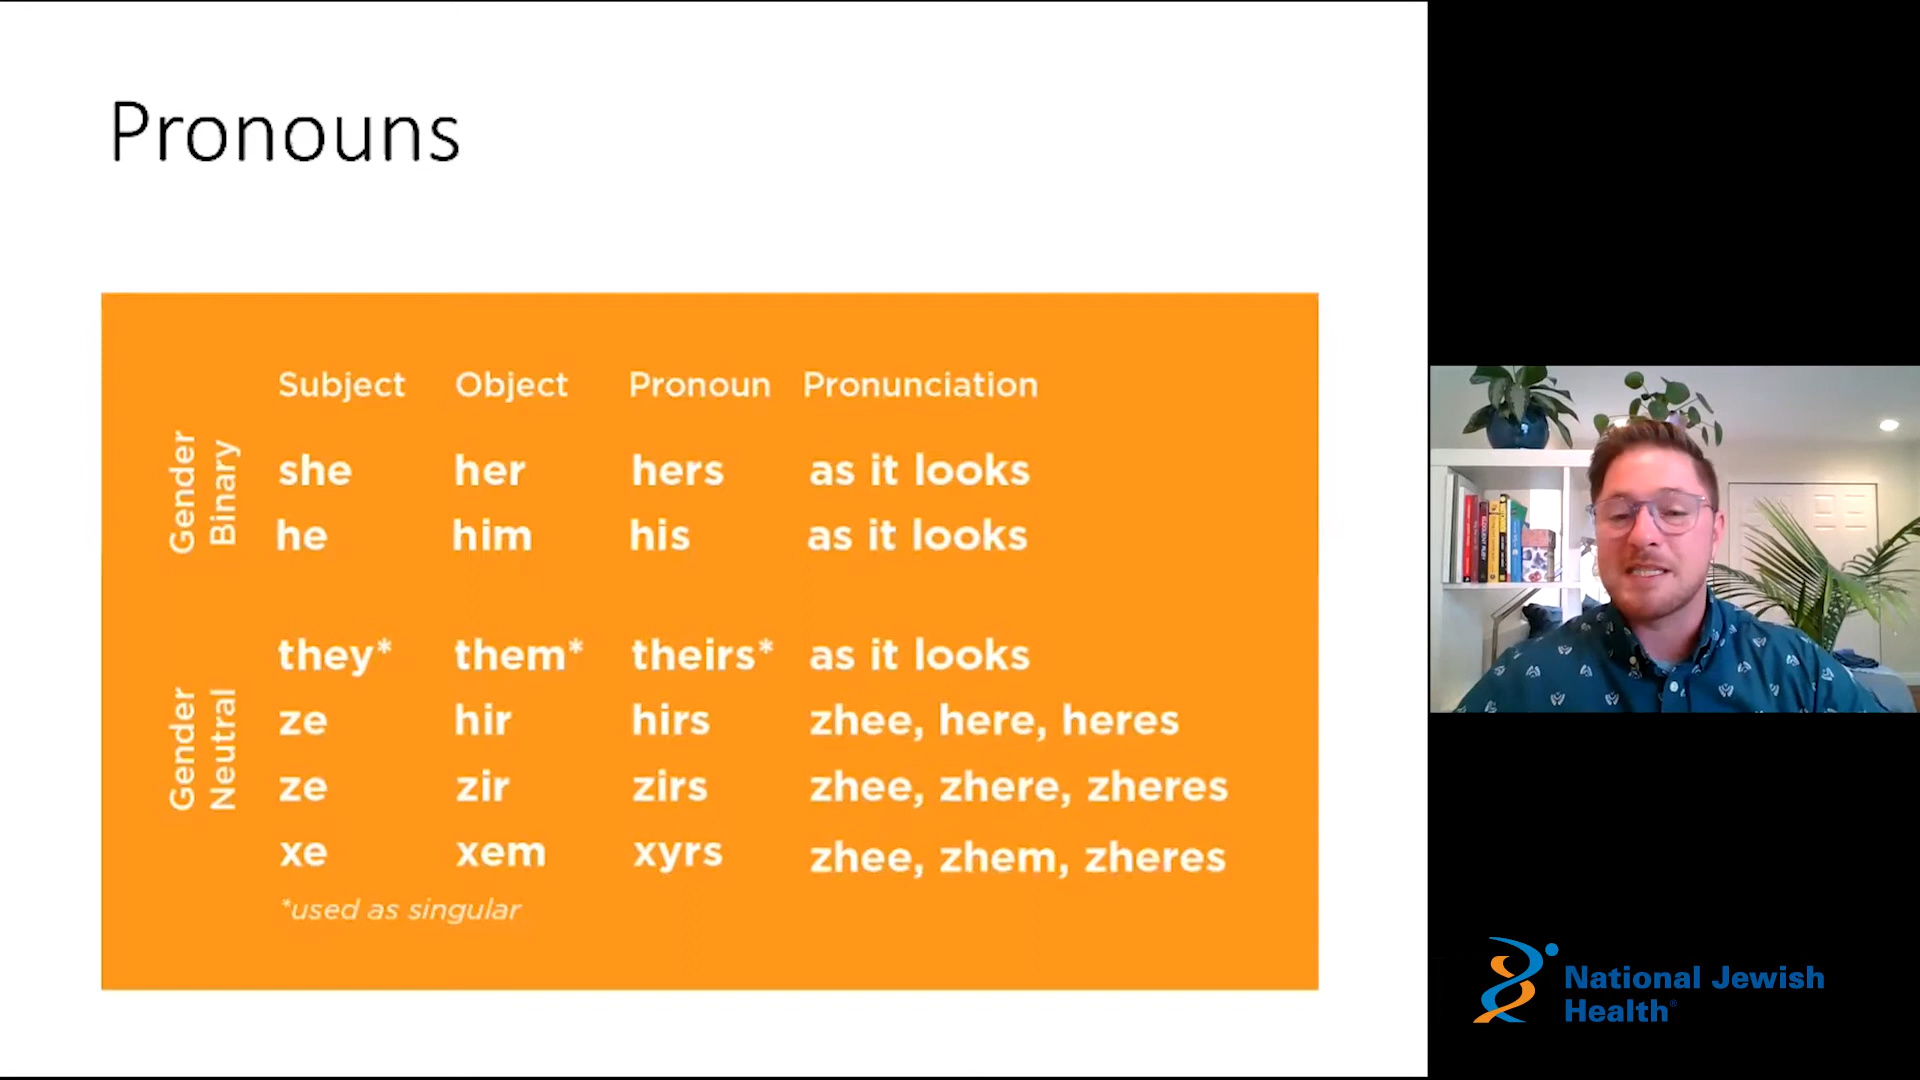 Pronouns
Subject Object Pronoun Pronunciation
Gender
Binary
she her hers as it looks
he him his as it looks
Gender
Neutral
they* them* theirs* as it looks
ze hir hirs zhee, here, heres
ze zir zirs zhee, zhere, zheres
xe xem xyrs zhee, zhem, zheres
*used as singular
National Jewish
Health®